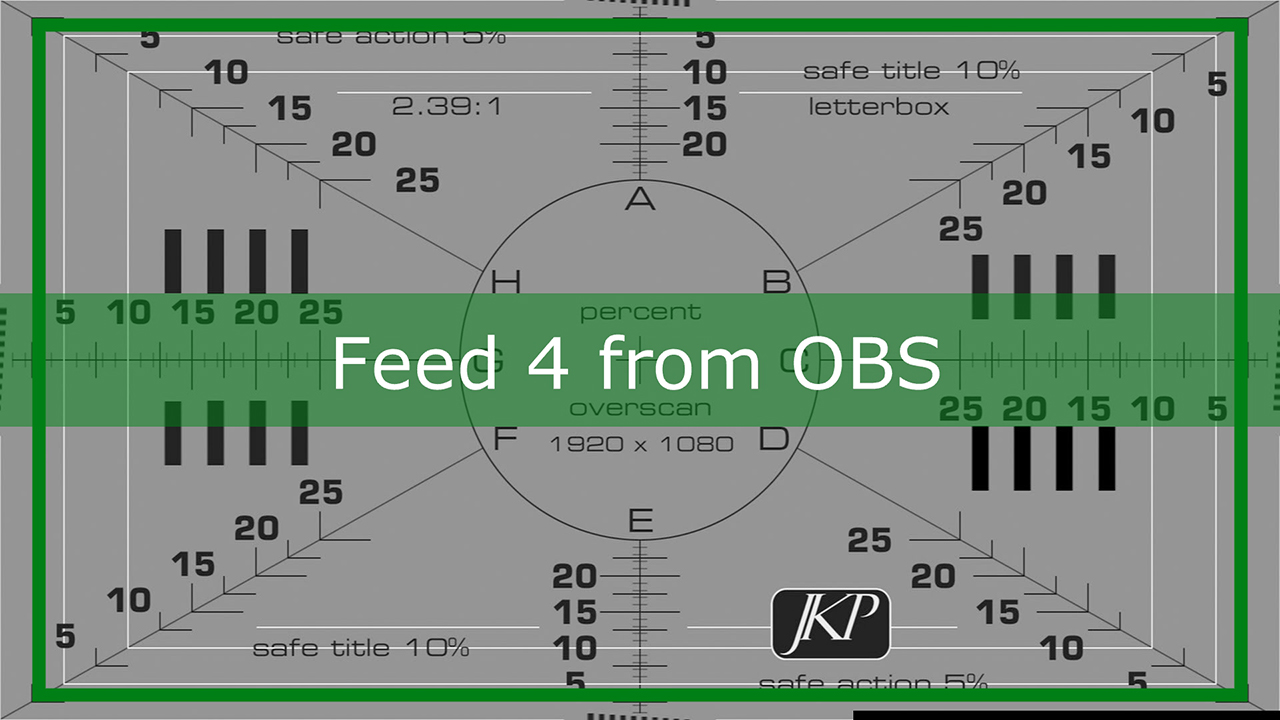 safe action 5%
5
5
10
safe title 10%
10
5
2.39:1
15
letterbox
15
10
20
20
15
25
20
A
25
H
B
5 10 15 20 25
percent
Feed 4 from OBS
G
C
overscan
25 20 15 10 5
F
1920 x 1080
D
25
E
20
25
15
20
20
10
15
15
5
safe title 10%
10
JKP
10
5
safe action 5%
5